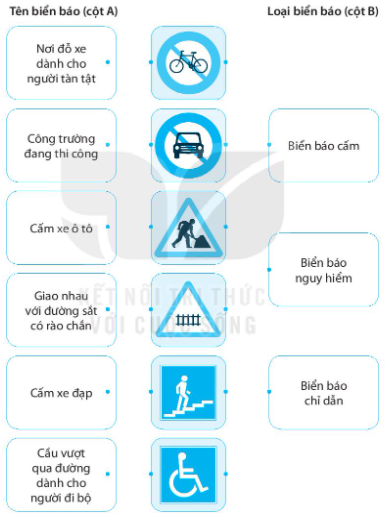 Tên biển báo (cột A)
Loại biển báo (cột B)
Nơi đỗ xe
dành cho
người tàn tật
Công trường
đang thi công
Biển báo cấm
Cấm xe ô tô
Biển báo
nguy hiểm
Giao nhau
với đường sắt
có rào chắn
KẾT NỐI TRI THỨC
VỚI CUỘC SỐNG
Cấm xe đạp
Biển báo
chỉ dẫn
Cầu vượt
qua đường
dành cho
người đi bộ